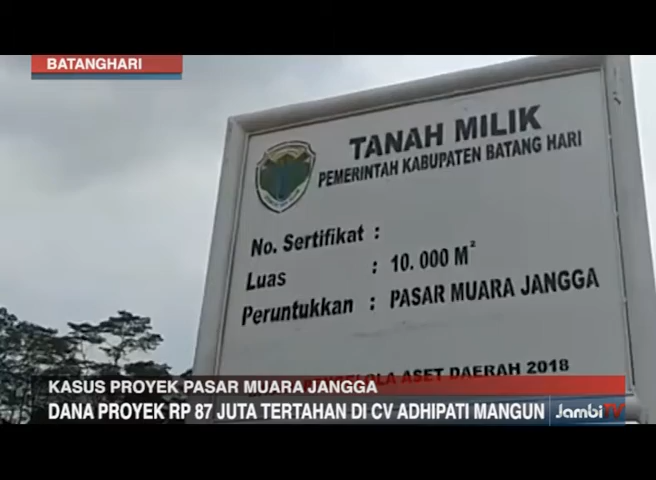 BATANGHARI
TANAH MILIK
PEMERINTAH KABUPATEN BATANG HARI
No. Sertifikat :
Luas : 10.000 M²
Peruntukkan : PASAR MUARA JANGGA
ASET DAERAH 2018
KASUS PROYEK PASAR MUARA JANGGA
DANA PROYEK RP 87 JUTA TERTAHAN DI CV ADHIPATI MANGUN
JambiTV